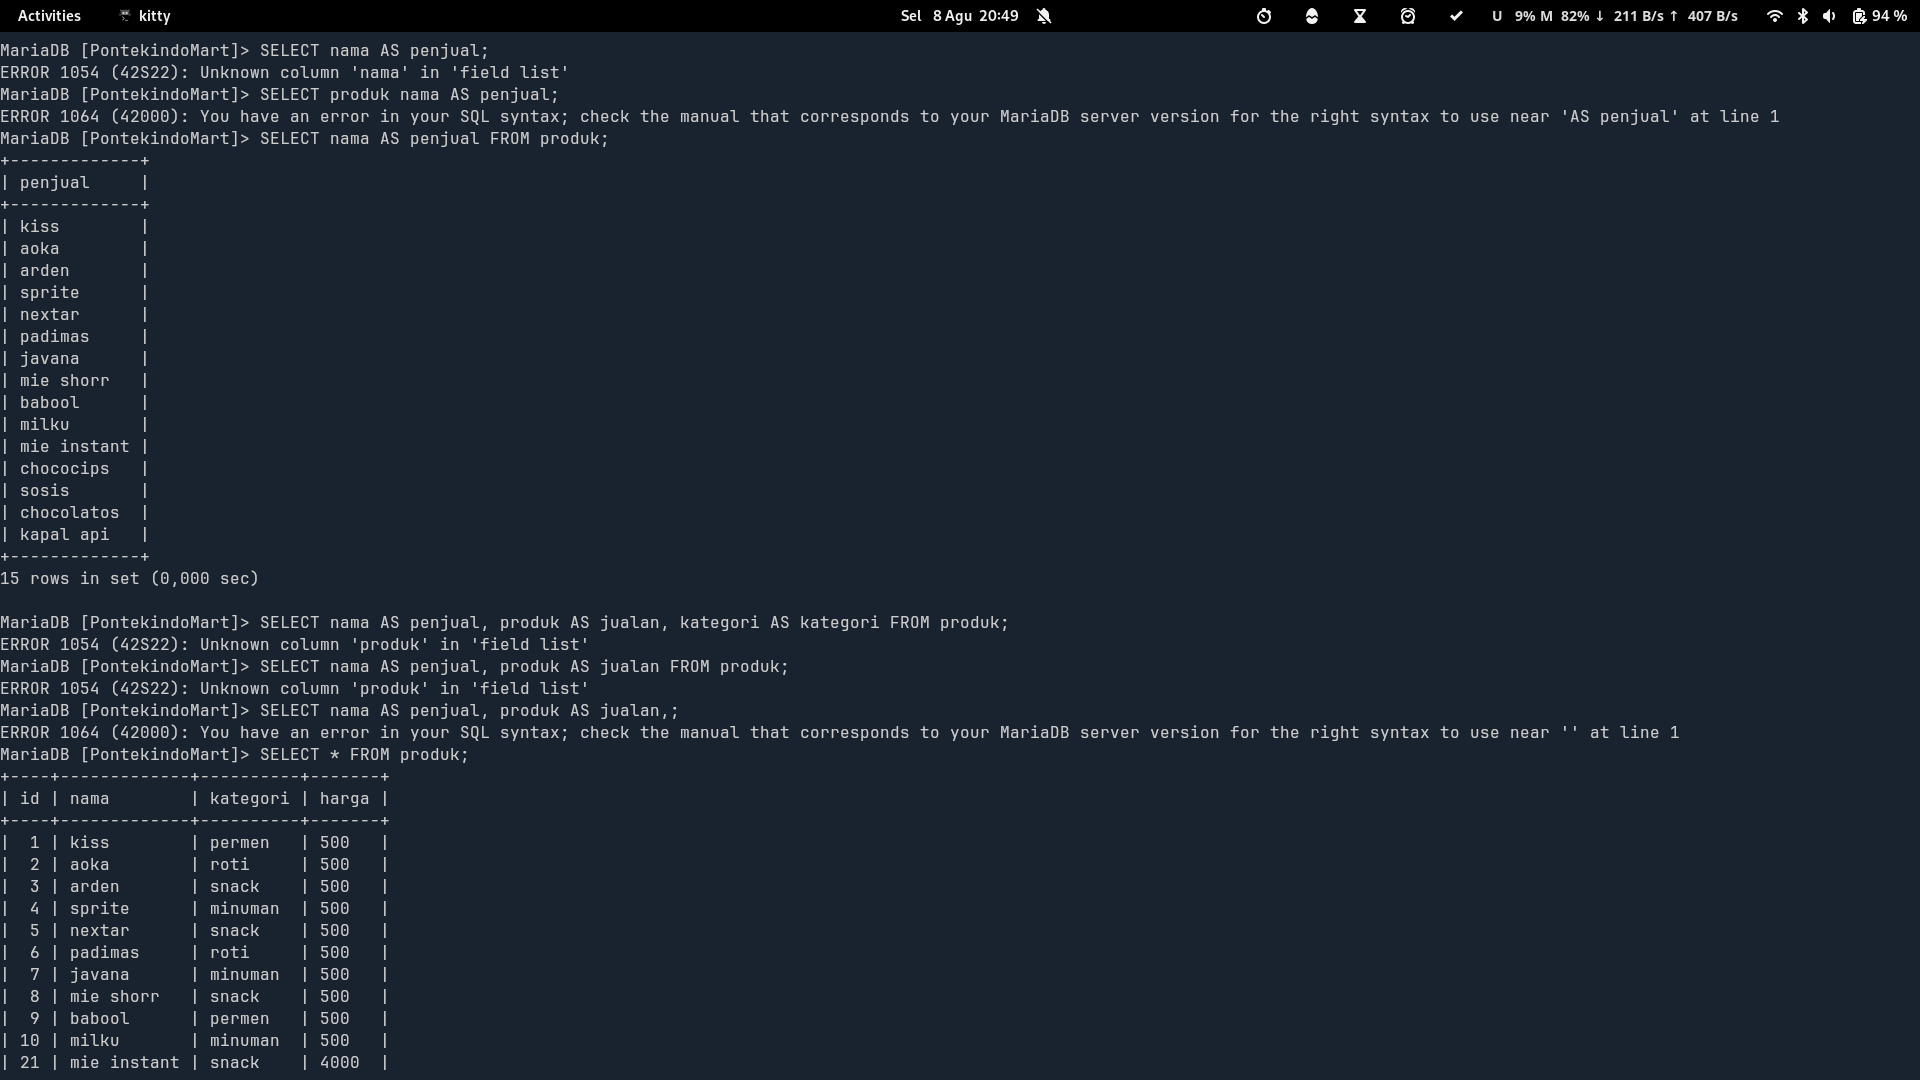 Activities kitty Sel 8 Agu 20:49 U 9% M 82% ↓ 211 B/s ↑ 407 B/s 94 %
MariaDB [PontekindoMart]> SELECT nama AS penjual;
ERROR 1054 (42S22): Unknown column 'nama' in 'field list'
MariaDB [PontekindoMart]> SELECT produk nama AS penjual;
ERROR 1064 (42000): You have an error in your SQL syntax; check the manual that corresponds to your MariaDB server version for the right syntax to use near 'AS penjual' at line 1
MariaDB [PontekindoMart]> SELECT nama AS penjual FROM produk;
+-------------+
| penjual     |
+-------------+
| kiss        |
| aoka        |
| arden       |
| sprite      |
| nextar      |
| padimas     |
| javana      |
| mie shorr   |
| babool      |
| milku       |
| mie instant |
| chococips   |
| sosis       |
| chocolatos  |
| kapal api   |
+-------------+
15 rows in set (0,000 sec)
MariaDB [PontekindoMart]> SELECT nama AS penjual, produk AS jualan, kategori AS kategori FROM produk;
ERROR 1054 (42S22): Unknown column 'produk' in 'field list'
MariaDB [PontekindoMart]> SELECT nama AS penjual, produk AS jualan FROM produk;
ERROR 1054 (42S22): Unknown column 'produk' in 'field list'
MariaDB [PontekindoMart]> SELECT nama AS penjual, produk AS jualan,;
ERROR 1064 (42000): You have an error in your SQL syntax; check the manual that corresponds to your MariaDB server version for the right syntax to use near '' at line 1
MariaDB [PontekindoMart]> SELECT * FROM produk;
+----+-------------+----------+-------+
| id | nama        | kategori | harga |
+----+-------------+----------+-------+
|  1 | kiss        | permen   | 500   |
|  2 | aoka        | roti     | 500   |
|  3 | arden       | snack    | 500   |
|  4 | sprite      | minuman  | 500   |
|  5 | nextar      | snack    | 500   |
|  6 | padimas     | roti     | 500   |
|  7 | javana      | minuman  | 500   |
|  8 | mie shorr   | snack    | 500   |
|  9 | babool      | permen   | 500   |
| 10 | milku       | minuman  | 500   |
| 21 | mie instant | snack    | 4000  |